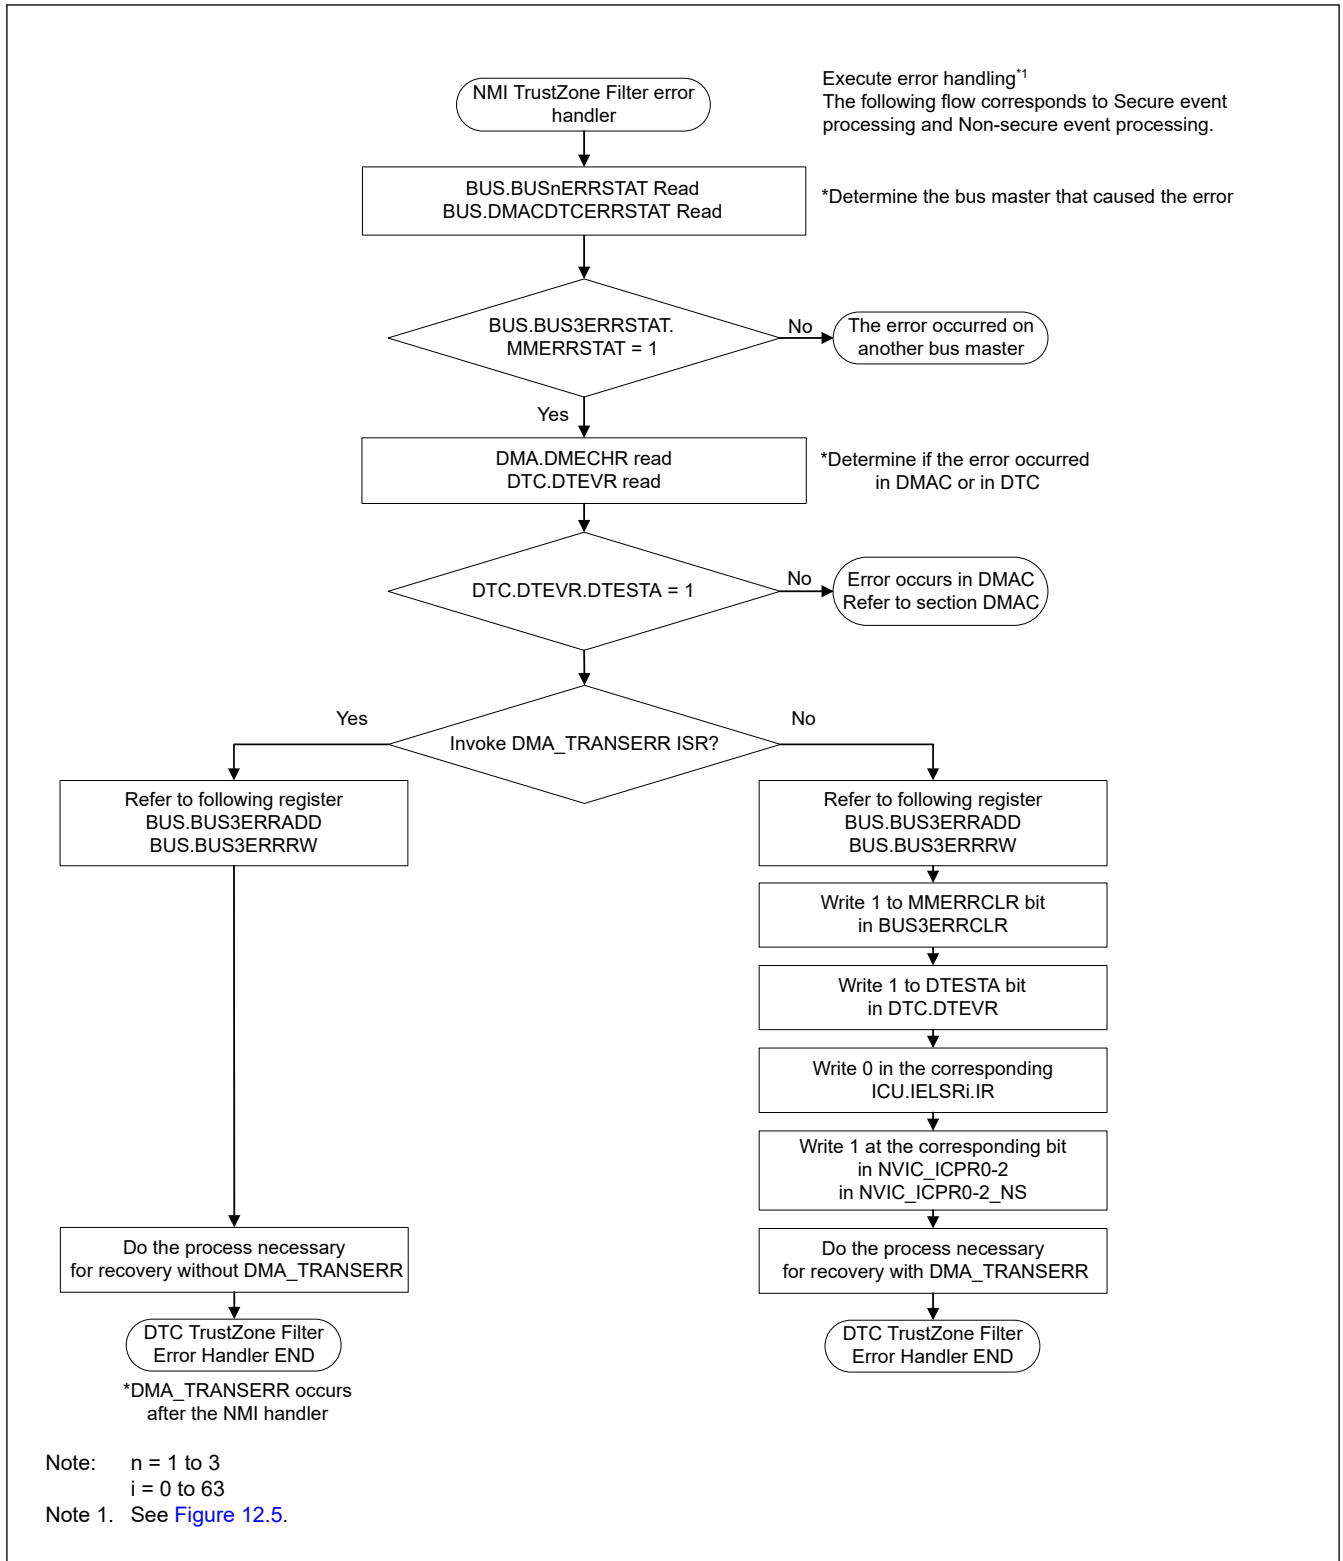 NMI TrustZone Filter error
handler
Execute error handling*1
The following flow corresponds to Secure event
processing and Non-secure event processing.
BUS.BUSnERRSTAT Read
BUS.DMACDTCERRSTAT Read
*Determine the bus master that caused the error
BUS.BUS3ERRSTAT.
MMERRSTAT = 1
No
The error occurred on
another bus master
Yes
DMA.DMECHR read
DTC.DTEVR read
*Determine if the error occurred
in DMAC or in DTC
DTC.DTEVR.DTESTA = 1
No
Error occurs in DMAC
Refer to section DMAC
Yes
Invoke DMA_TRANSERR ISR?
No
Refer to following register
BUS.BUS3ERRADD
BUS.BUS3ERRRW
Refer to following register
BUS.BUS3ERRADD
BUS.BUS3ERRRW
Write 1 to MMERRCLR bit
in BUS3ERRCLR
Write 1 to DTESTA bit
in DTC.DTEVR
Write 0 in the corresponding
ICU.IELSRi.IR
Write 1 at the corresponding bit
in NVIC_ICPR0-2
in NVIC_ICPR0-2_NS
Do the process necessary
for recovery without DMA_TRANSERR
Do the process necessary
for recovery with DMA_TRANSERR
DTC TrustZone Filter
Error Handler END
DTC TrustZone Filter
Error Handler END
*DMA_TRANSERR occurs
after the NMI handler
Note: n = 1 to 3
i = 0 to 63
Note 1. See Figure 12.5.